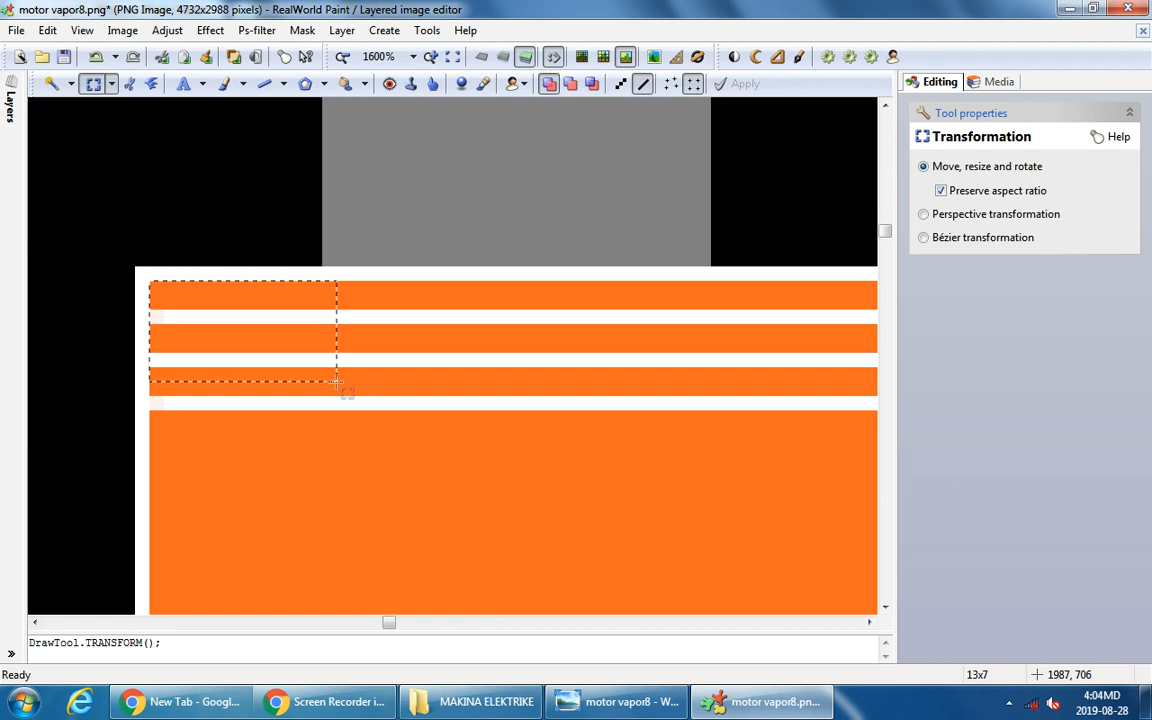 motor vapor8.png* (PNG Image, 4732x2988 pixels) - RealWorld Paint / Layered image editor
File Edit View Image Adjust Effect Ps-filter Mask Layer Create Tools Help
1600%
Apply
Layers
Editing Media
Tool properties
Transformation Help
Move, resize and rotate
Preserve aspect ratio
Perspective transformation
Bézier transformation
DrawTool.TRANSFORM();
Ready 13x7 1987, 706
New Tab - Googl... Screen Recorder i... MAKINA ELEKTRIKE motor vapor8 - W... motor vapor8.pn... 4:04MD
2019-08-28